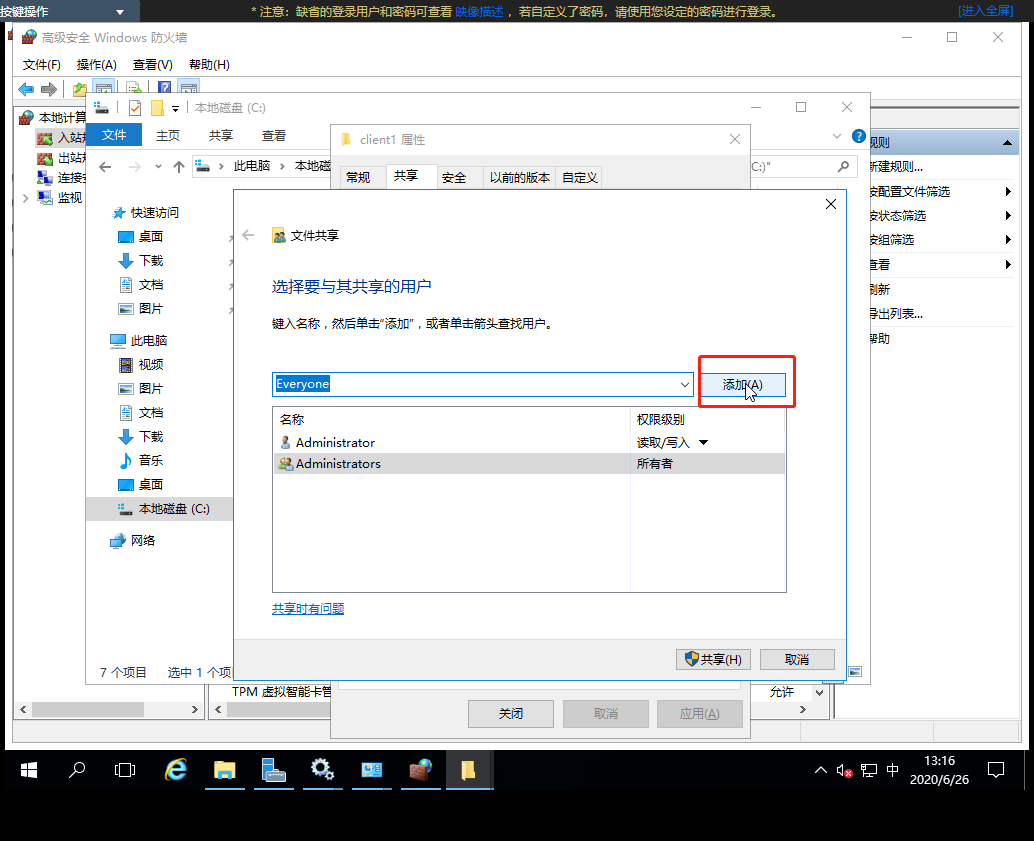 按键操作
* 注意：缺省的登录用户和密码可查看 映像描述 ，若自定义了密码，请使用您设定的密码进行登录。
[进入全屏]
高级安全 Windows 防火墙
文件(F) 操作(A) 查看(V) 帮助(H)
本地计算
入站规
出站规
连接安
监视
本地磁盘 (C:)
文件 主页 共享 查看
此电脑 本地磁
C:)"
client1 属性
常规 共享 安全 以前的版本 自定义
快速访问
桌面
下载
文档
图片
此电脑
视频
图片
文档
下载
音乐
桌面
本地磁盘 (C:)
网络
7 个项目 选中 1 个项
文件共享
选择要与其共享的用户
键入名称，然后单击"添加"，或者单击箭头查找用户。
Everyone
添加(A)
名称 权限级别
Administrator 读取/写入
Administrators 所有者
共享时有问题
共享(H) 取消
规则
新建规则...
按配置文件筛选
按状态筛选
按组筛选
查看
刷新
导出列表...
帮助
TPM 虚拟智能卡管 允许
关闭 取消 应用(A)
中
13:16
2020/6/26